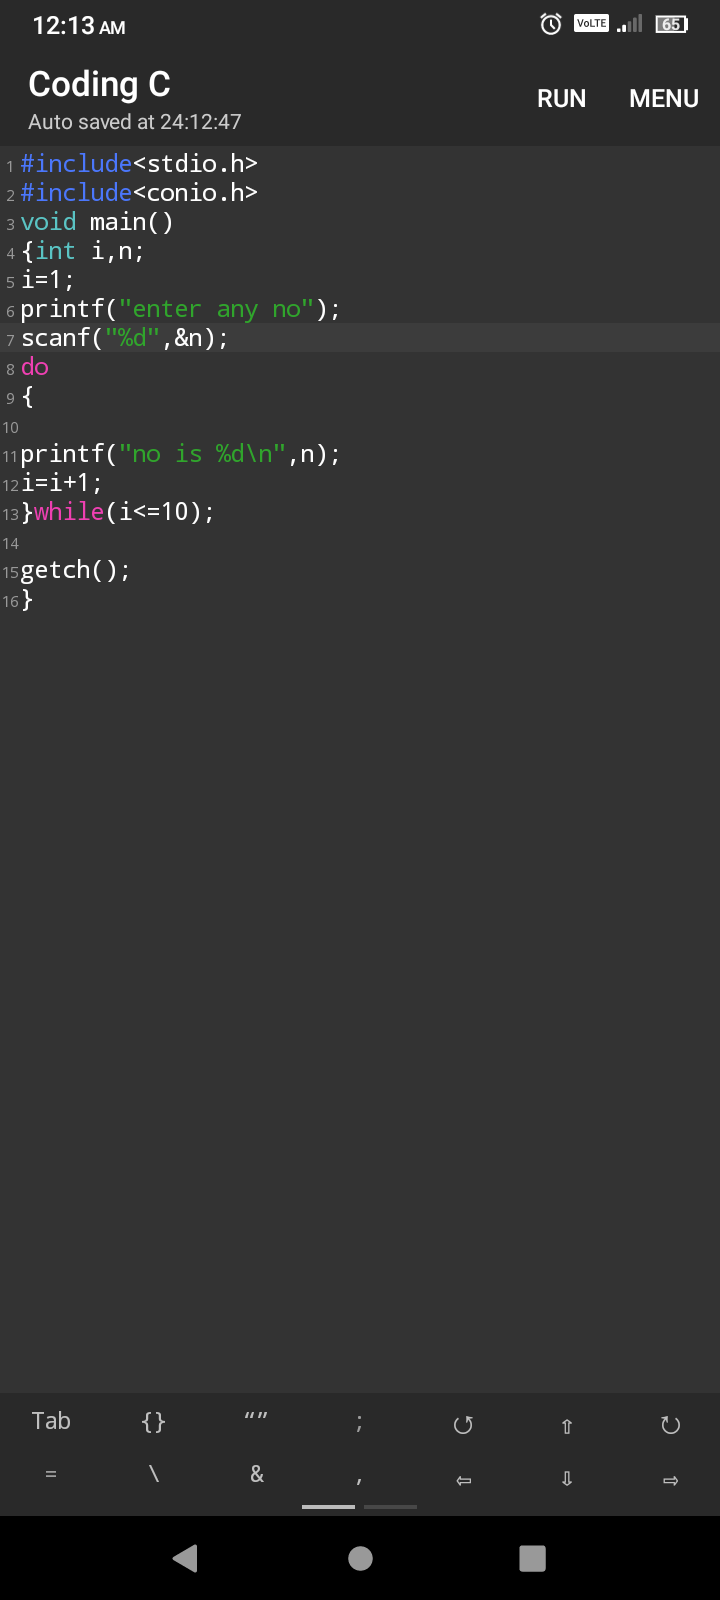 12:13 AM VoLTE 65
Coding C
RUN MENU
Auto saved at 24:12:47
1 #include<stdio.h>
2 #include<conio.h>
3 void main()
4 {int i,n;
5 i=1;
6 printf("enter any no");
7 scanf("%d",&n);
8 do
9 {
10
11 printf("no is %d\n",n);
12 i=i+1;
13 }while(i<=10);
14
15 getch();
16 }
Tab {} “” ; 
= \ & ,